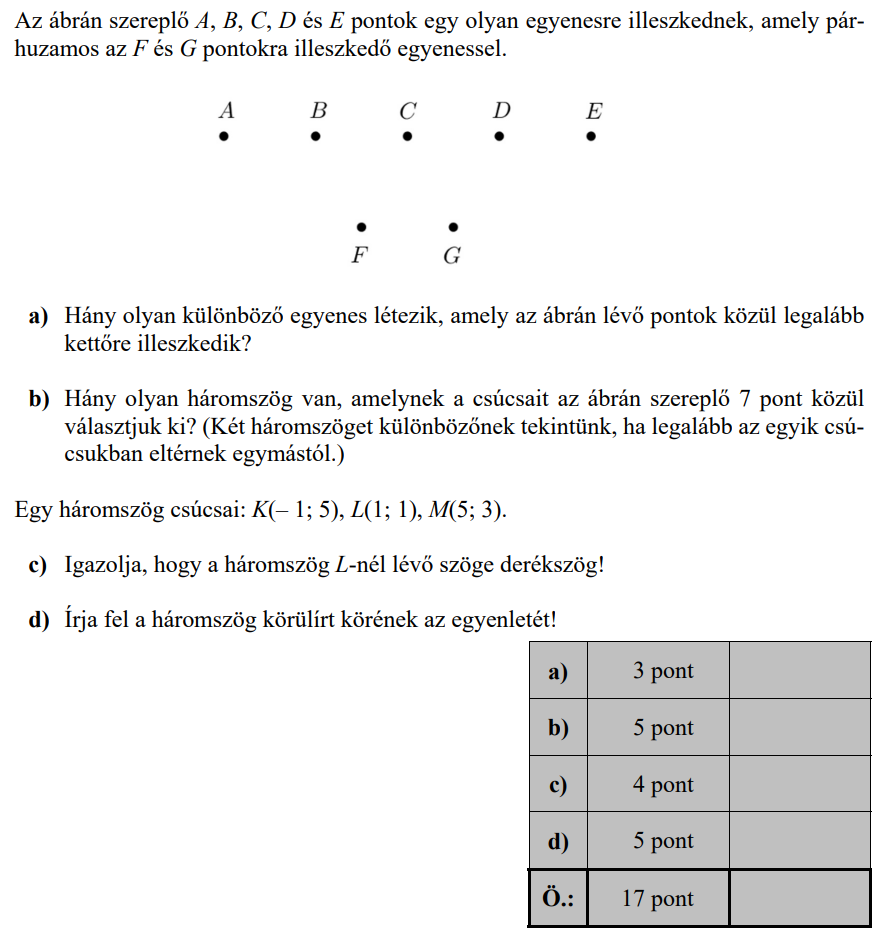 Az ábrán szereplő A, B, C, D és E pontok egy olyan egyenesre illeszkednek, amely pár-
huzamos az F és G pontokra illeszkedő egyenessel.
A B C D E
F G
a) Hány olyan különböző egyenes létezik, amely az ábrán lévő pontok közül legalább
kettőre illeszkedik?
b) Hány olyan háromszög van, amelynek a csúcsait az ábrán szereplő 7 pont közül
választjuk ki? (Két háromszöget különbözőnek tekintünk, ha legalább az egyik csú-
csukban eltérnek egymástól.)
Egy háromszög csúcsai: K(– 1; 5), L(1; 1), M(5; 3).
c) Igazolja, hogy a háromszög L-nél lévő szöge derékszög!
d) Írja fel a háromszög körülírt körének az egyenletét!
a) 3 pont
b) 5 pont
c) 4 pont
d) 5 pont
Ö.: 17 pont